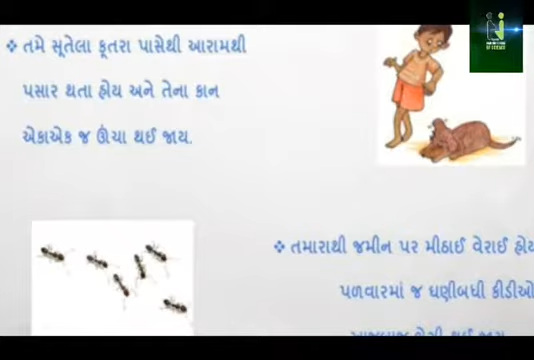 ❖ તમે સૂતેલા કૂતરા પાસેથી આરામથી
પસાર થતા હોય અને તેના કાન
એકાએક જ ઊંચા થઈ જાય.
❖ તમારાથી જમીન પર મીઠાઈ વેરાઈ હોય
પળવારમાં જ ઘણીબધી કીડીઓ